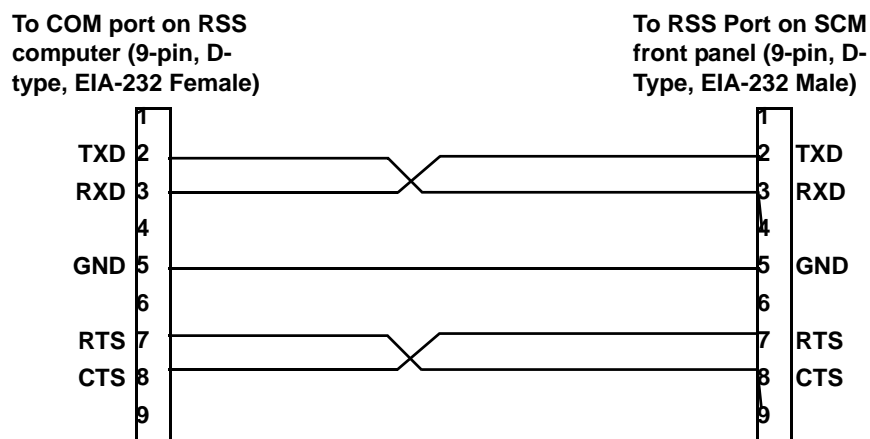 To COM port on RSS
computer (9-pin, D-
type, EIA-232 Female)
To RSS Port on SCM
front panel (9-pin, D-
Type, EIA-232 Male)
1 1
TXD 2 2 TXD
RXD 3 3 RXD
4 4
GND 5 5 GND
6 6
RTS 7 7 RTS
CTS 8 8 CTS
9 9